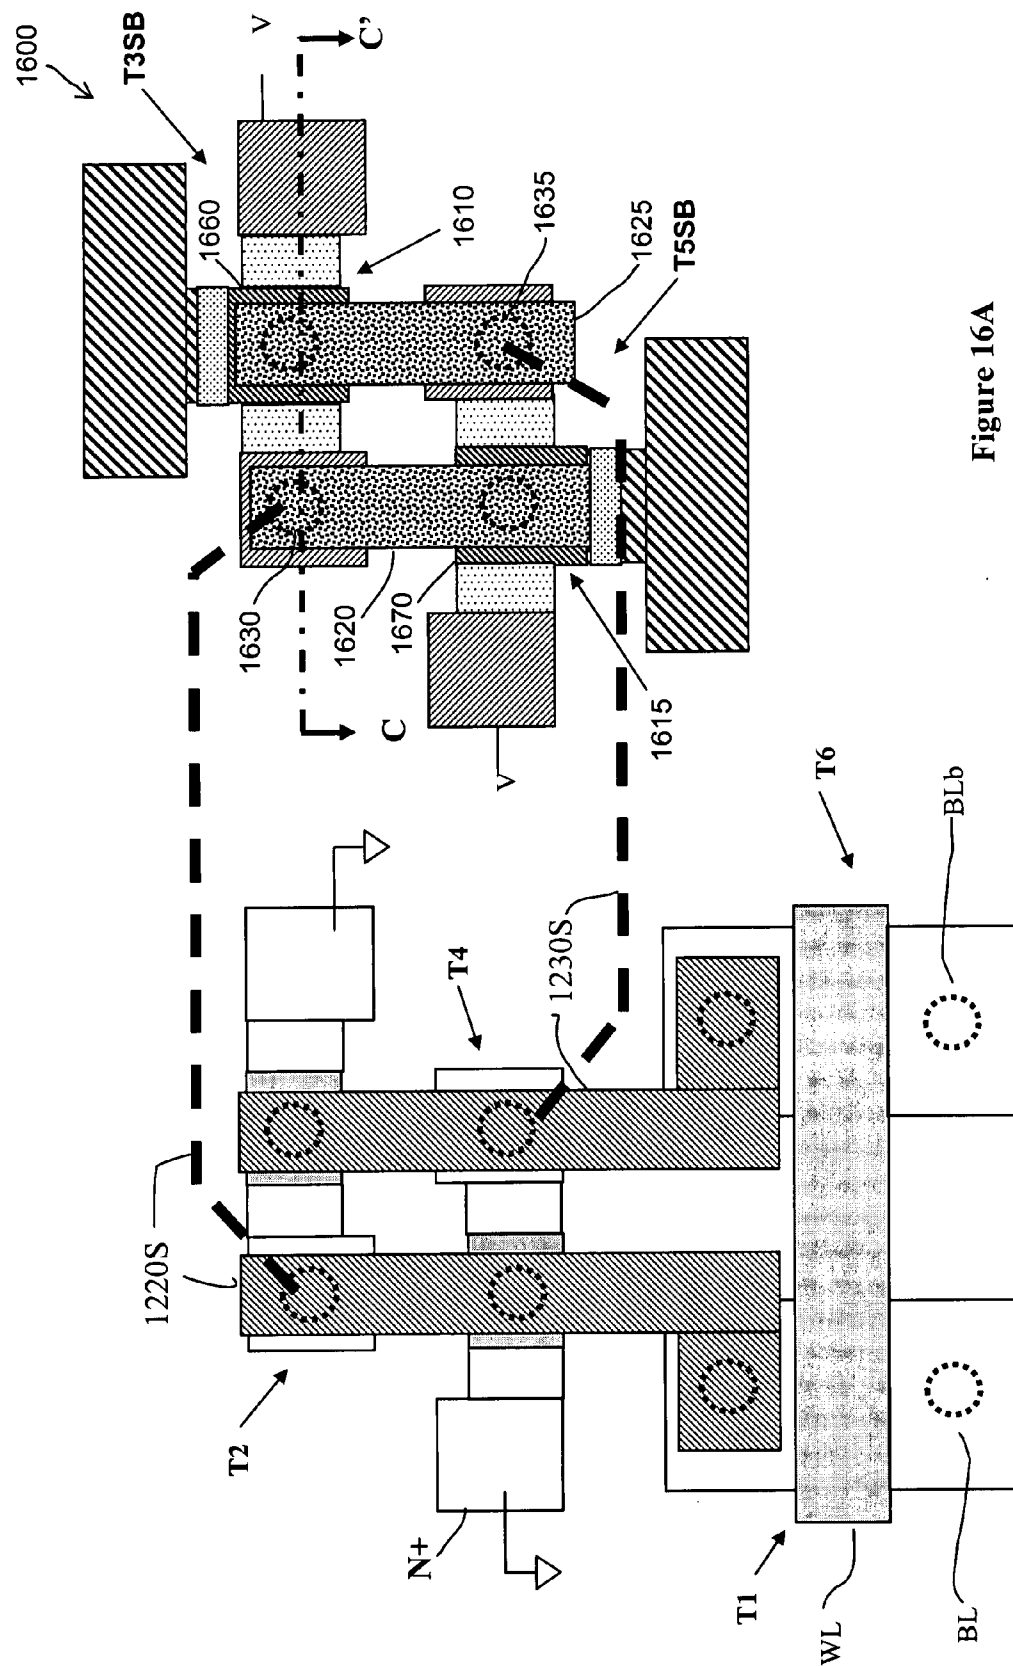 1600
T3SB
V
C'
1660
1610
1635
1625
T5SB
1630
1620
1670
C
V
1615
Figure 16A
1220S
T2
N+
T4
1230S
T6
BLb
T1
WL
BL